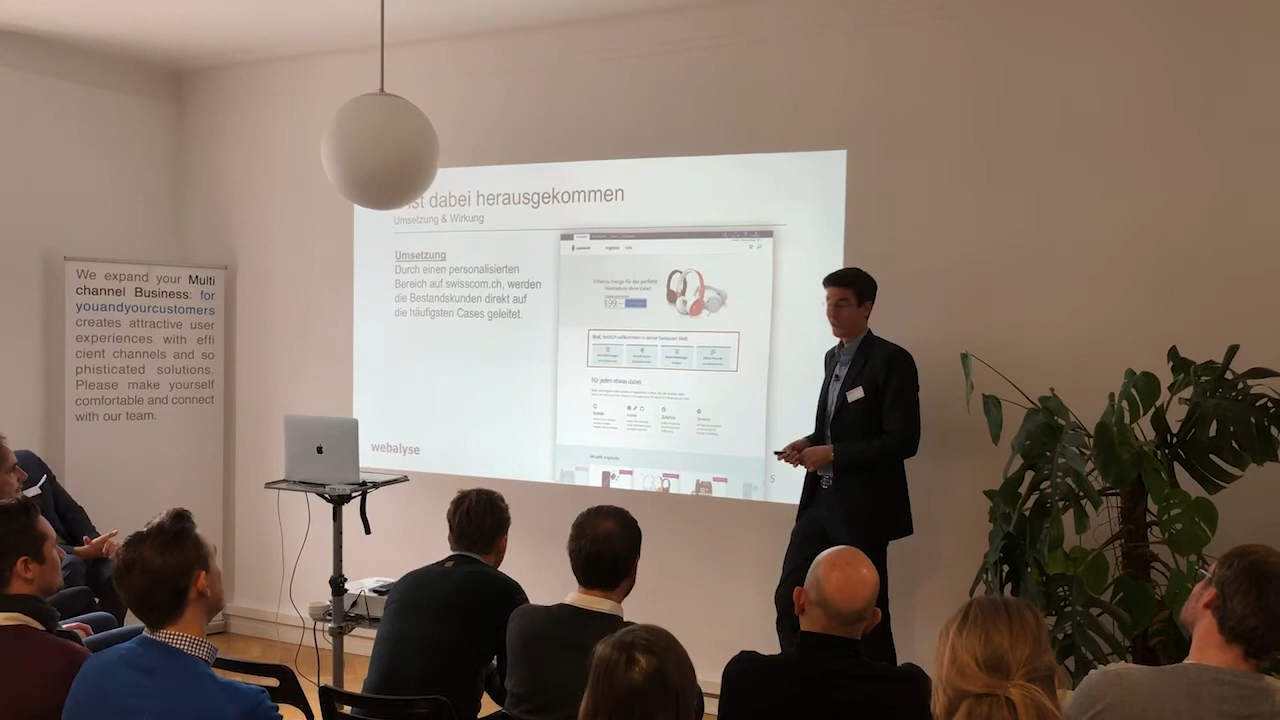 We expand your Multi
channel Business: for
youandyourcustomers
creates attractive user
experiences with effi
cient channels and so
phisticated solutions.
Please make yourself
comfortable and connect
with our team.
ist dabei herausgekommen
Umsetzung & Wirkung
Umsetzung
Durch einen personalisierten
Bereich auf swisscom.ch, werden
die Bestandskunden direkt auf
die häufigsten Cases geleitet.
199.-
Für jeden etwas dabei
webalyse
5